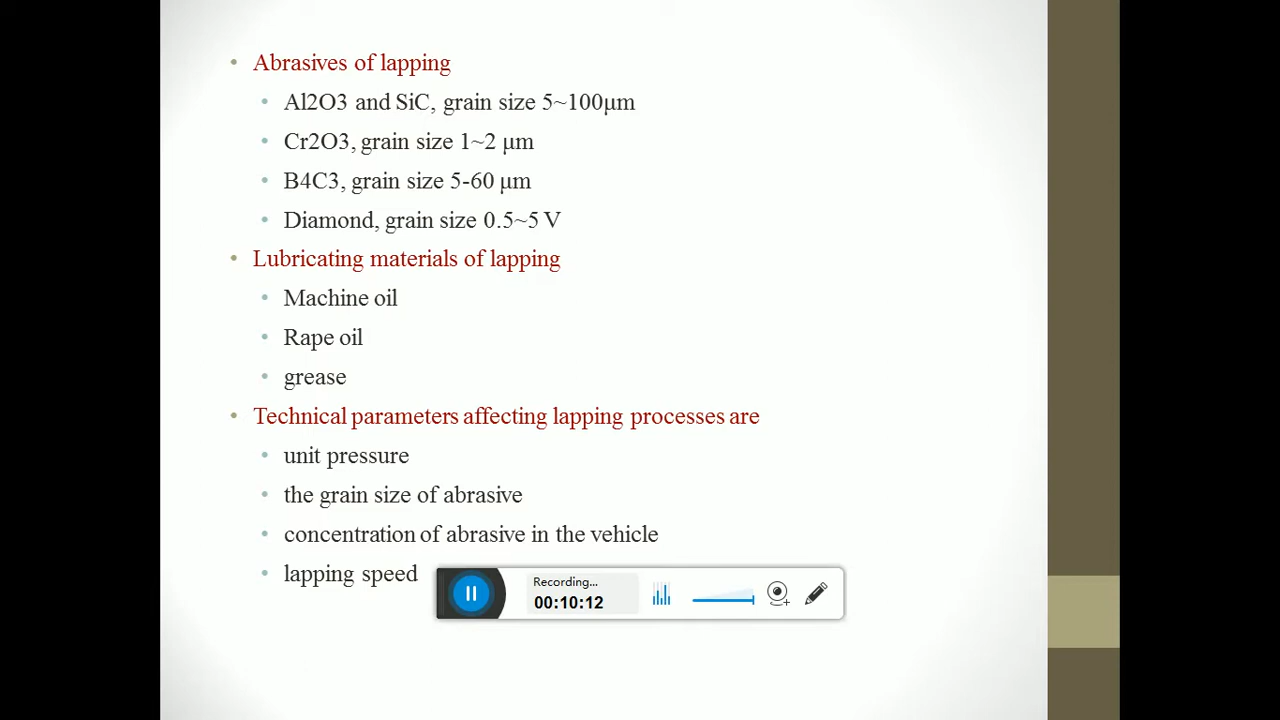 Abrasives of lapping
Al2O3 and SiC, grain size 5~100μm
Cr2O3, grain size 1~2 μm
B4C3, grain size 5-60 μm
Diamond, grain size 0.5~5 V
Lubricating materials of lapping
Machine oil
Rape oil
grease
Technical parameters affecting lapping processes are
unit pressure
the grain size of abrasive
concentration of abrasive in the vehicle
lapping speed
Recording...
00:10:12